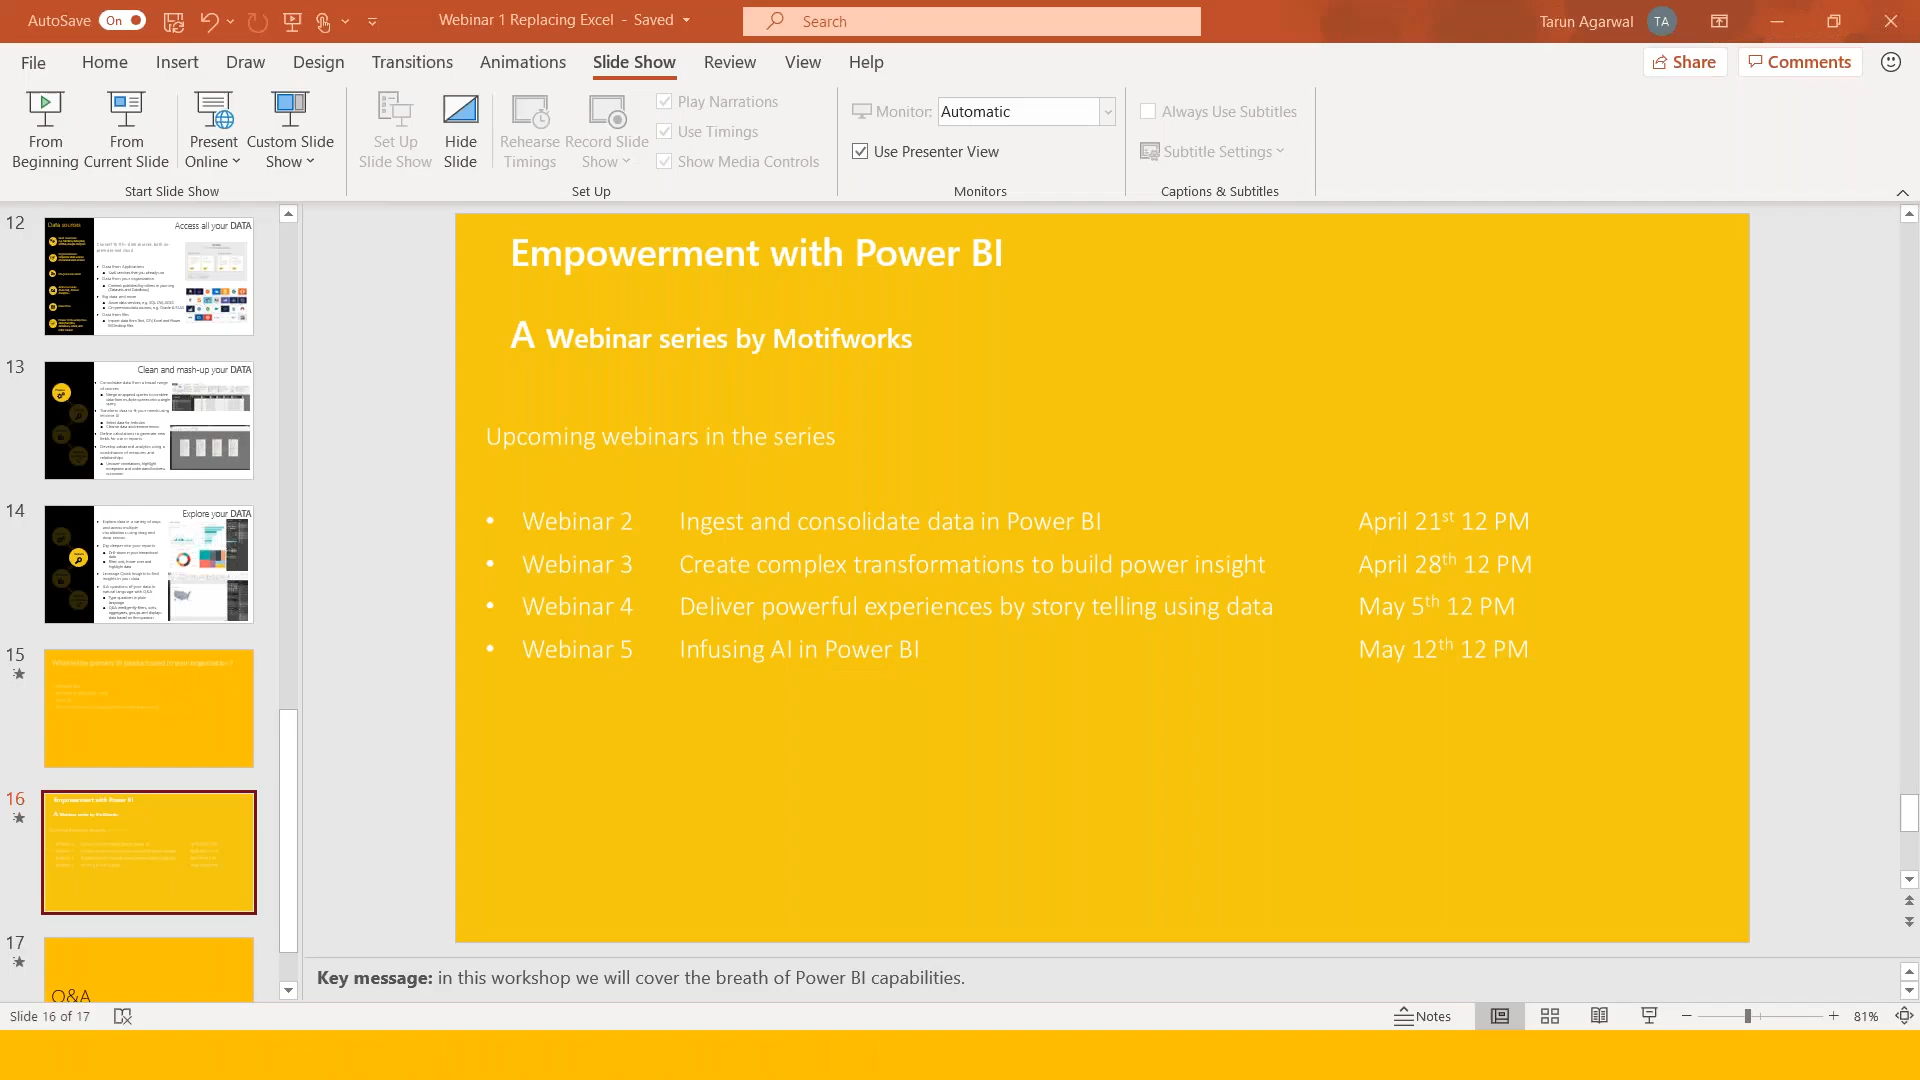 AutoSave On
Webinar 1 Replacing Excel - Saved
Search
Tarun Agarwal TA
File Home Insert Draw Design Transitions Animations Slide Show Review View Help
Share Comments
From Beginning
From Current Slide
Present Online
Custom Slide Show
Start Slide Show
Set Up Slide Show
Hide Slide
Rehearse Timings
Record Slide Show
Play Narrations
Use Timings
Show Media Controls
Set Up
Monitor: Automatic
Use Presenter View
Monitors
Always Use Subtitles
Subtitle Settings
Captions & Subtitles
12
Data sources
Access all your DATA
13
Clean and mash-up your DATA
14
Explore your DATA
15
16
Empowerment with Power BI
17
Q&A
Empowerment with Power BI
A Webinar series by Motifworks
Upcoming webinars in the series
• Webinar 2 Ingest and consolidate data in Power BI April 21st 12 PM
• Webinar 3 Create complex transformations to build power insight April 28th 12 PM
• Webinar 4 Deliver powerful experiences by story telling using data May 5th 12 PM
• Webinar 5 Infusing AI in Power BI May 12th 12 PM
Key message: in this workshop we will cover the breath of Power BI capabilities.
Slide 16 of 17
Notes
81%